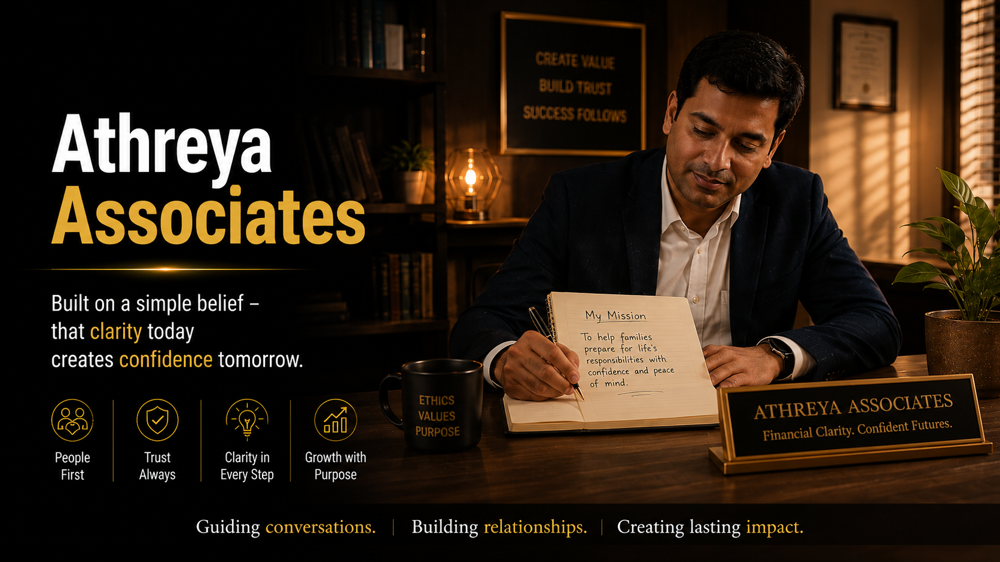 Athreya
Associates
Built on a simple belief –
that clarity today
creates confidence tomorrow.
People
First
Trust
Always
Clarity in
Every Step
Growth with
Purpose
CREATE VALUE
BUILD TRUST
SUCCESS FOLLOWS
My Mission
To help families
prepare for life's
responsibilities with
confidence and peace
of mind.
ETHICS
VALUES
PURPOSE
ATHREYA ASSOCIATES
Financial Clarity. Confident Futures.
Guiding conversations. | Building relationships. | Creating lasting impact.